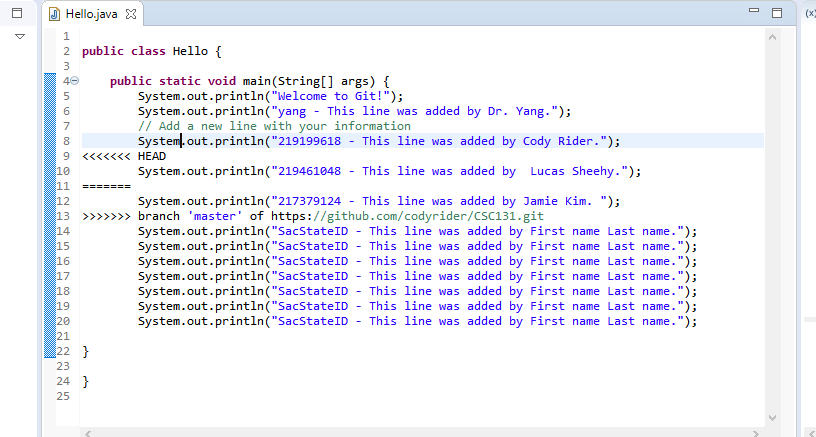 Hello.java
1
2 public class Hello {
3
4     public static void main(String[] args) {
5         System.out.println("Welcome to Git!");
6         System.out.println("yang - This line was added by Dr. Yang.");
7         // Add a new line with your information
8         System.out.println("219199618 - This line was added by Cody Rider.");
9 <<<<<<< HEAD
10         System.out.println("219461048 - This line was added by  Lucas Sheehy.");
11 =======
12         System.out.println("217379124 - This line was added by Jamie Kim. ");
13 >>>>>>> branch 'master' of https://github.com/codyrider/CSC131.git
14         System.out.println("SacStateID - This line was added by First name Last name.");
15         System.out.println("SacStateID - This line was added by First name Last name.");
16         System.out.println("SacStateID - This line was added by First name Last name.");
17         System.out.println("SacStateID - This line was added by First name Last name.");
18         System.out.println("SacStateID - This line was added by First name Last name.");
19         System.out.println("SacStateID - This line was added by First name Last name.");
20         System.out.println("SacStateID - This line was added by First name Last name.");
21
22 }
23
24 }
25